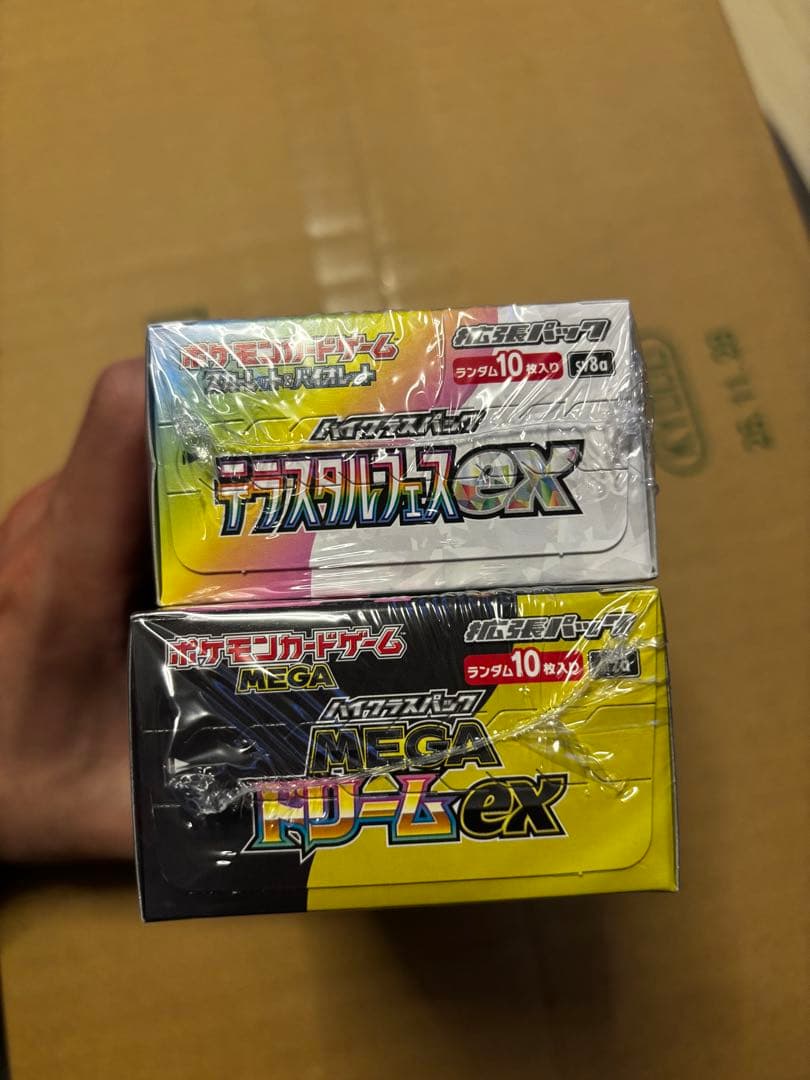 ポケモンカードゲーム
スカーレット&バイオレット
拡張パック
ランダム10枚入り sv8a
ハイクラスパック
テラスタルフェスex
ポケモンカードゲーム
MEGA
拡張パック
ランダム10枚入り
ハイクラスパック
MEGA
ドリームex
25.11.29